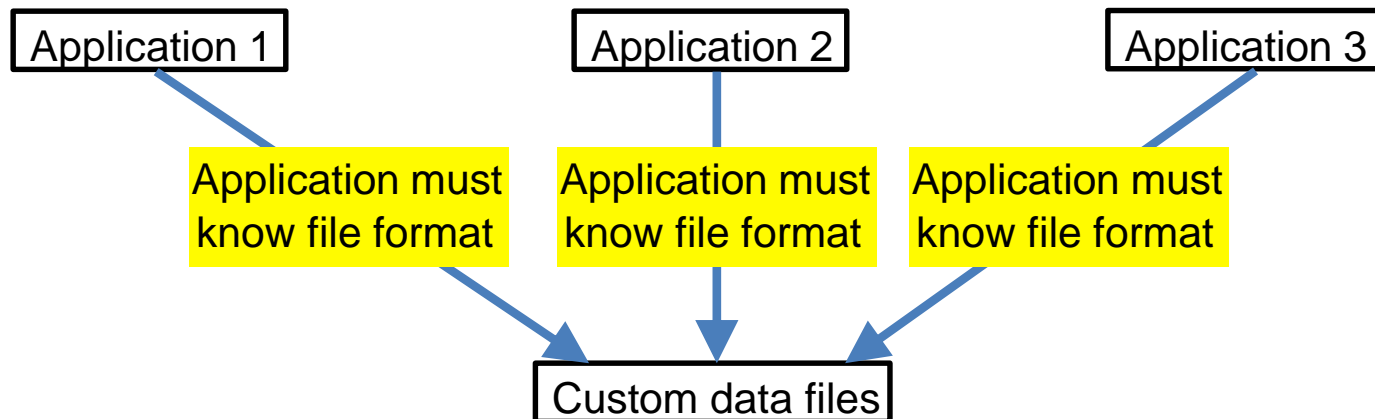 Application 1
Application 2
Application 3
Application must
know file format
Application must
know file format
Application must
know file format
Custom data files